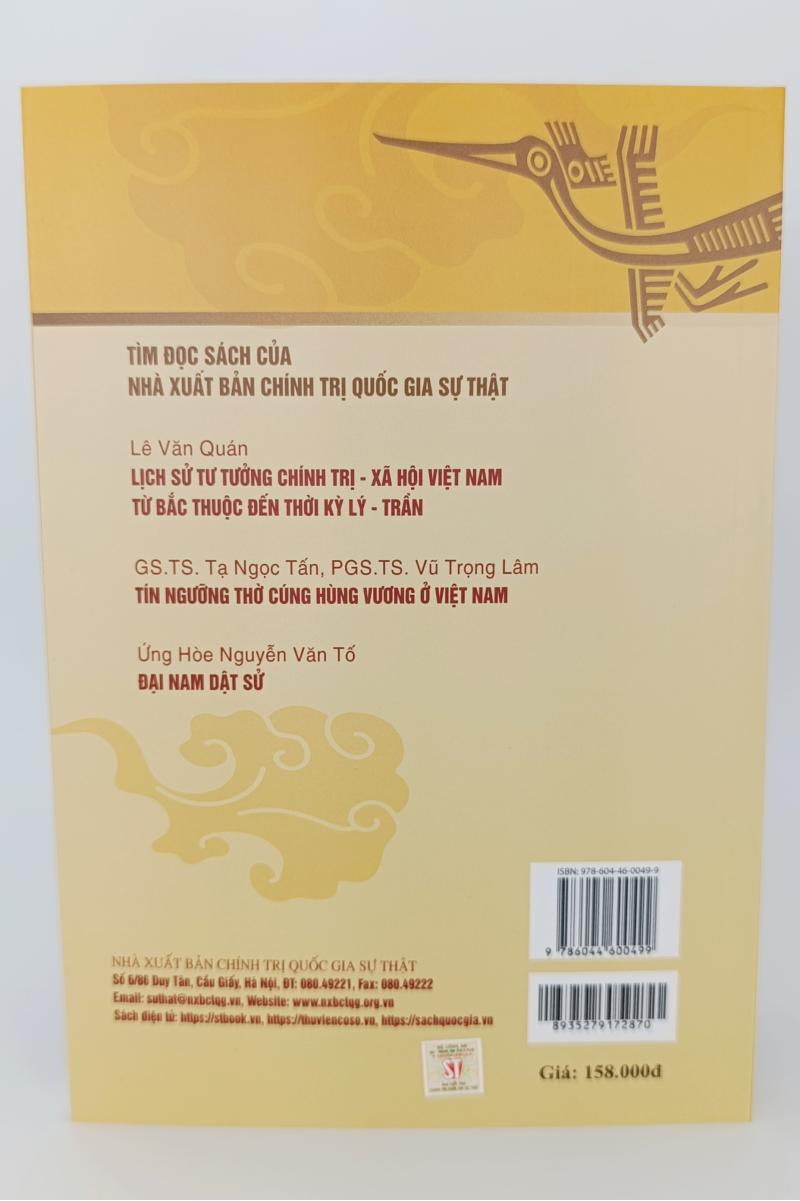 TÌM ĐỌC SÁCH CỦA
NHÀ XUẤT BẢN CHÍNH TRỊ QUỐC GIA SỰ THẬT
Lê Văn Quán
LỊCH SỬ TƯ TƯỞNG CHÍNH TRỊ - XÃ HỘI VIỆT NAM
TỪ BẮC THUỘC ĐẾN THỜI KỲ LÝ - TRẦN
GS.TS. Tạ Ngọc Tấn, PGS.TS. Vũ Trọng Lâm
TÍN NGƯỠNG THỜ CÚNG HÙNG VƯƠNG Ở VIỆT NAM
Ứng Hòe Nguyễn Văn Tố
ĐẠI NAM DẬT SỬ
ISBN: 978-604-46-0049-9
9 786044 600499
NHÀ XUẤT BẢN CHÍNH TRỊ QUỐC GIA SỰ THẬT
Số 6/86 Duy Tân, Cầu Giấy, Hà Nội, ĐT: 080.49221, Fax: 080.49222
Email: suthat@nxbctqg.vn, Website: www.nxbctqg.org.vn
Sách điện tử: https://stbook.vn, https://thuviencoso.vn, https://sachquocgia.vn
8935279172870
ST
Giá: 158.000đ